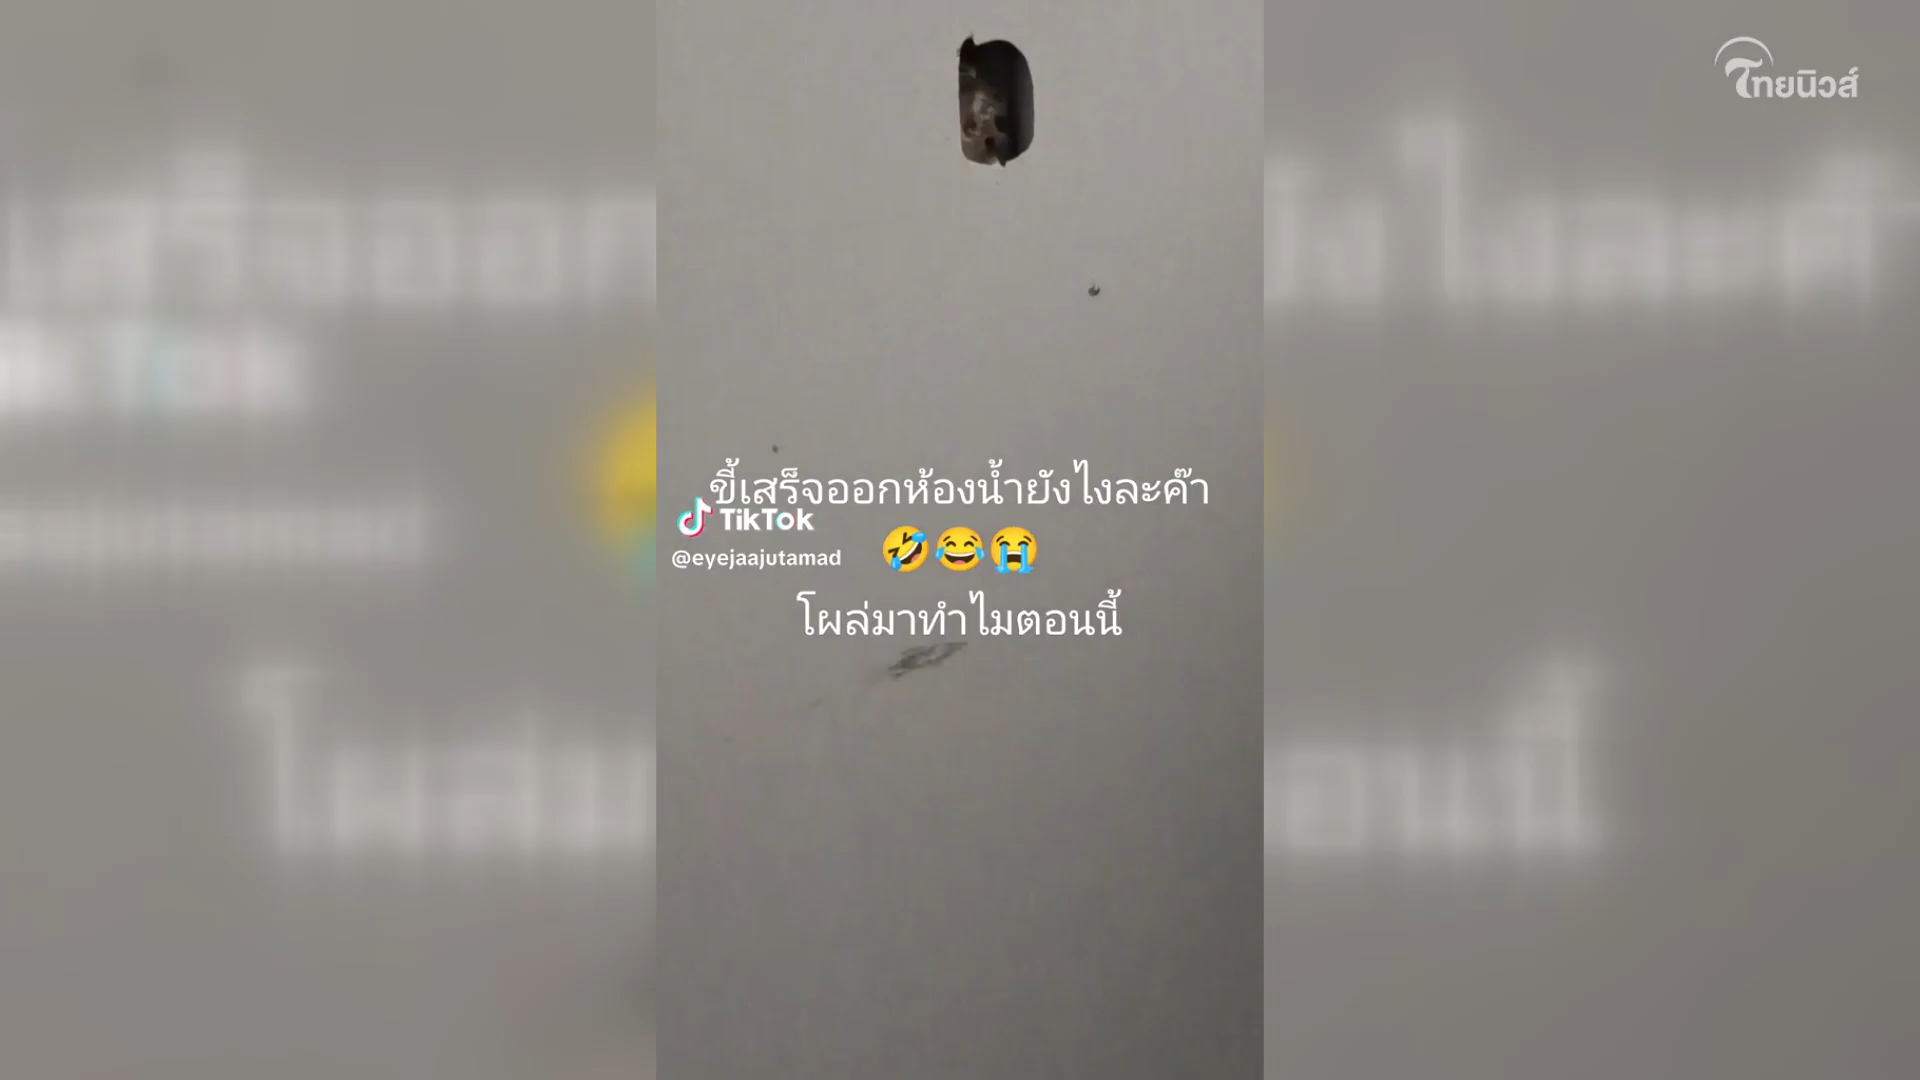 ไทยนิวส์
ขี้เสร็จออกห้องน้ำยังไงละค๊า
TikTok
@eyejaajutamad
🤣😂😭
โผล่มาทำไมตอนนี้